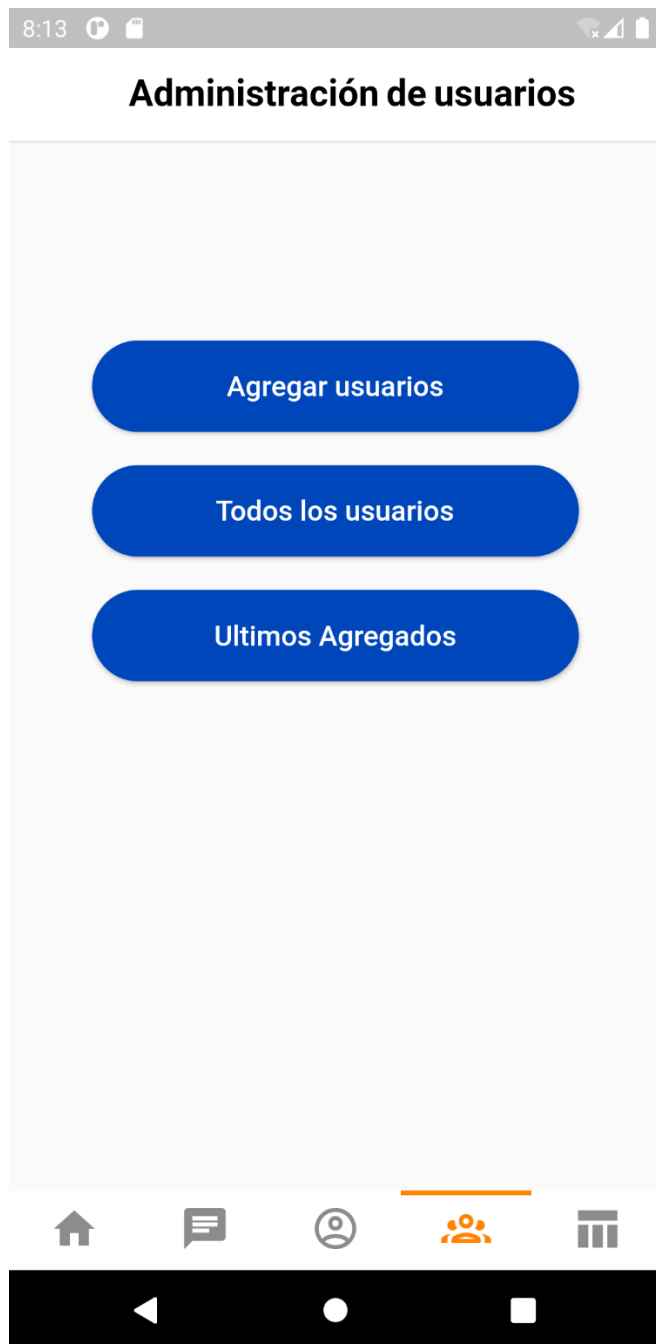 8:13
Administración de usuarios
Agregar usuarios
Todos los usuarios
Ultimos Agregados